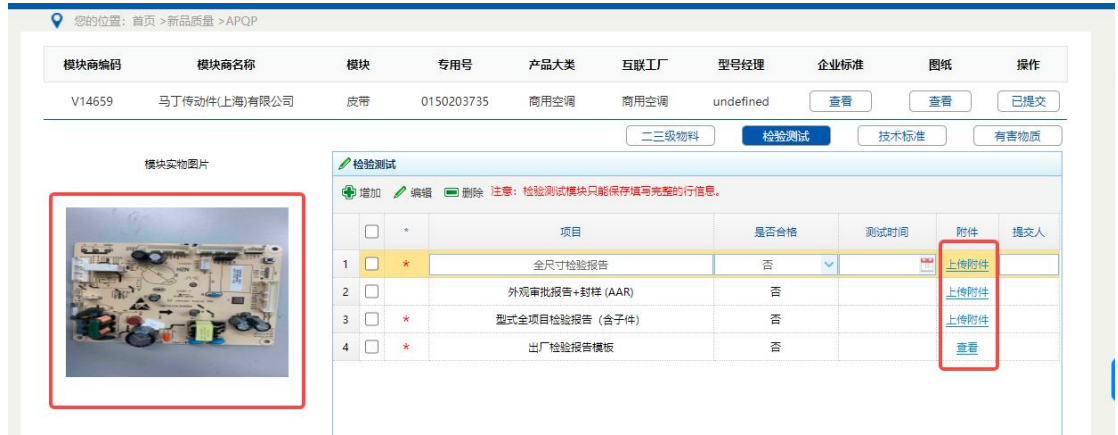 您的位置：首页 >新品质量 >APQP
模块商编码 模块商名称 模块 专用号 产品大类 互联工厂 型号经理 企业标准 图纸 操作
V14659 马丁传动件(上海)有限公司 皮带 0150203735 商用空调 商用空调 undefined 查看 查看 已提交
二三级物料 检验测试 技术标准 有害物质
模块实物图片
检验测试
增加 编辑 删除 注意：检验测试模块只能保存填写完整的行信息。
* 项目 是否合格 测试时间 附件 提交人
1 * 全尺寸检验报告 否 上传附件
2 外观审批报告+封样 (AAR) 否 上传附件
3 * 型式全项目检验报告（含子件） 否 上传附件
4 * 出厂检验报告模板 否 查看